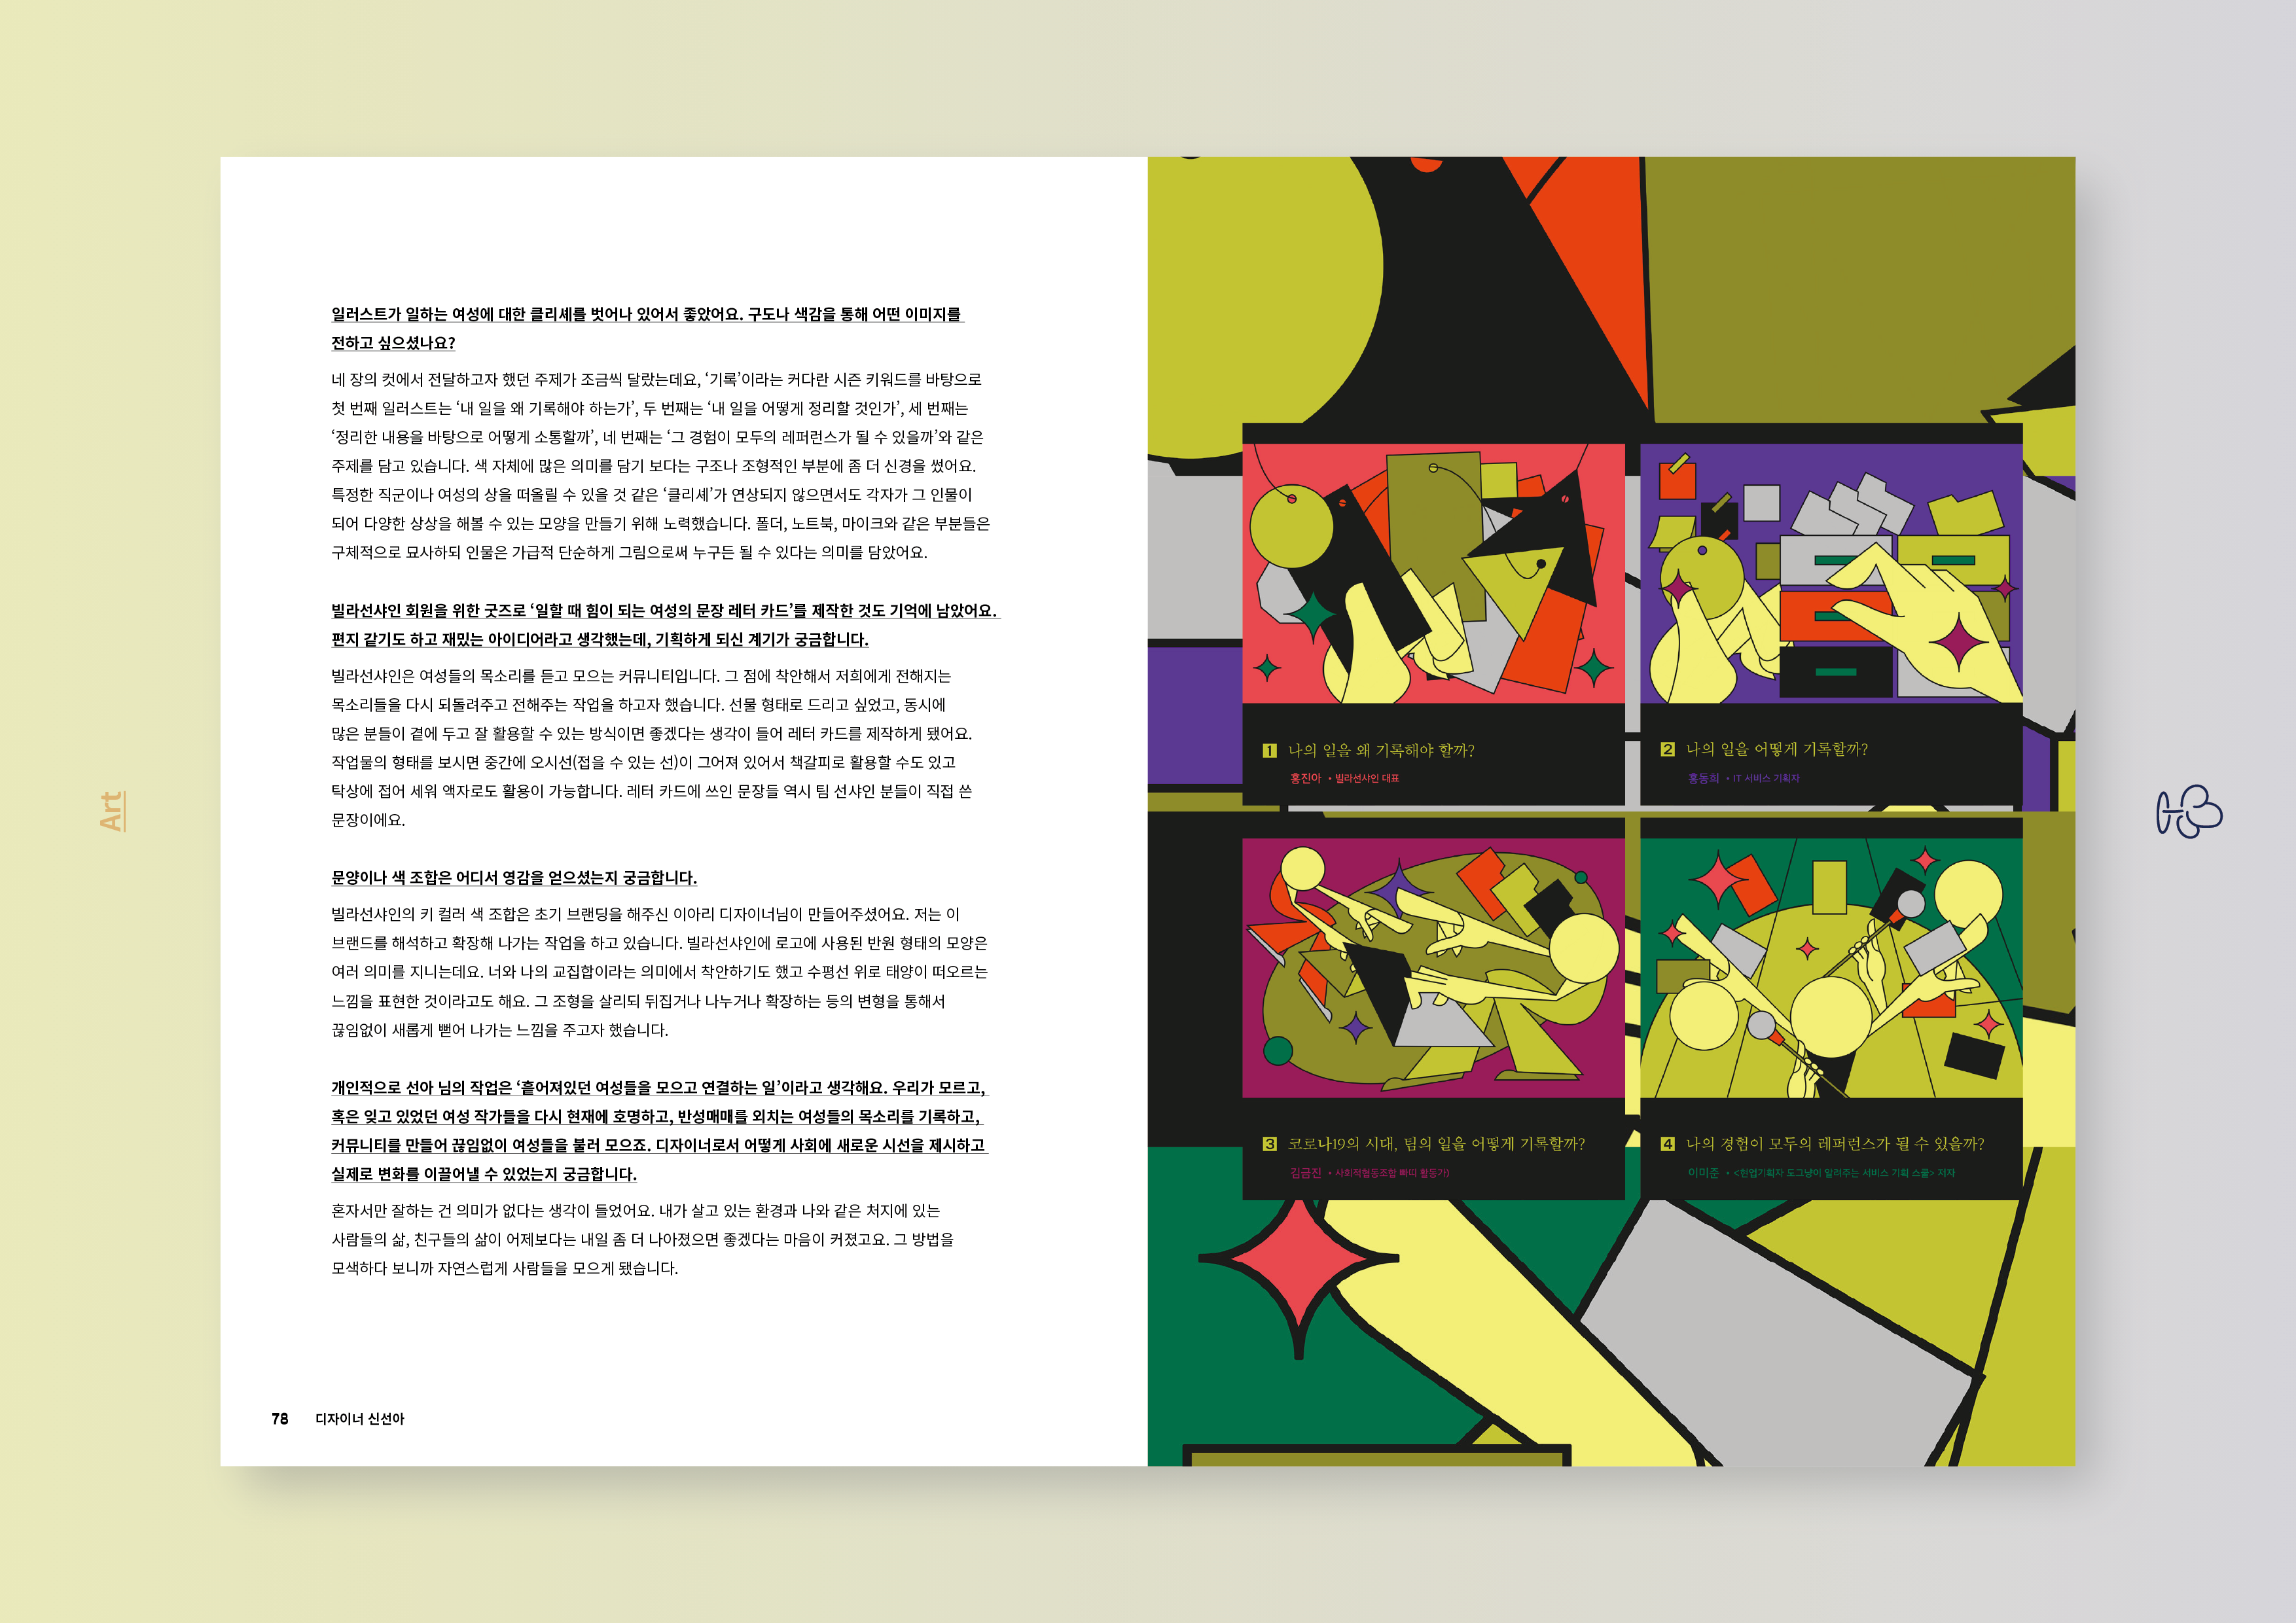 Art
일러스트가 일하는 여성에 대한 클리셰를 벗어나 있어서 좋았어요. 구도나 색감을 통해 어떤 이미지를
전하고 싶으셨나요?
네 장의 컷에서 전달하고자 했던 주제가 조금씩 달랐는데요, ‘기록’이라는 커다란 시즌 키워드를 바탕으로
첫 번째 일러스트는 ‘내 일을 왜 기록해야 하는가’, 두 번째는 ‘내 일을 어떻게 정리할 것인가’, 세 번째는
‘정리한 내용을 바탕으로 어떻게 소통할까’, 네 번째는 ‘그 경험이 모두의 레퍼런스가 될 수 있을까’와 같은
주제를 담고 있습니다. 색 자체에 많은 의미를 담기 보다는 구조나 조형적인 부분에 좀 더 신경을 썼어요.
특정한 직군이나 여성의 상을 떠올릴 수 있을 것 같은 ‘클리셰’가 연상되지 않으면서도 각자가 그 인물이
되어 다양한 상상을 해볼 수 있는 모양을 만들기 위해 노력했습니다. 폴더, 노트북, 마이크와 같은 부분들은
구체적으로 묘사하되 인물은 가급적 단순하게 그림으로써 누구든 될 수 있다는 의미를 담았어요.
빌라선샤인 회원을 위한 굿즈로 ‘일할 때 힘이 되는 여성의 문장 레터 카드’를 제작한 것도 기억에 남았어요.
편지 같기도 하고 재밌는 아이디어라고 생각했는데, 기획하게 되신 계기가 궁금합니다.
빌라선샤인은 여성들의 목소리를 듣고 모으는 커뮤니티입니다. 그 점에 착안해서 저희에게 전해지는
목소리들을 다시 되돌려주고 전해주는 작업을 하고자 했습니다. 선물 형태로 드리고 싶었고, 동시에
많은 분들이 곁에 두고 잘 활용할 수 있는 방식이면 좋겠다는 생각이 들어 레터 카드를 제작하게 됐어요.
작업물의 형태를 보시면 중간에 오시선(접을 수 있는 선)이 그어져 있어서 책갈피로 활용할 수도 있고
탁상에 접어 세워 액자로도 활용이 가능합니다. 레터 카드에 쓰인 문장들 역시 팀 선샤인 분들이 직접 쓴
문장이에요.
문양이나 색 조합은 어디서 영감을 얻으셨는지 궁금합니다.
빌라선샤인의 키 컬러 색 조합은 초기 브랜딩을 해주신 이아리 디자이너님이 만들어주셨어요. 저는 이
브랜드를 해석하고 확장해 나가는 작업을 하고 있습니다. 빌라선샤인에 로고에 사용된 반원 형태의 모양은
여러 의미를 지니는데요. 너와 나의 교집합이라는 의미에서 착안하기도 했고 수평선 위로 태양이 떠오르는
느낌을 표현한 것이라고도 해요. 그 조형을 살리되 뒤집거나 나누거나 확장하는 등의 변형을 통해서
끊임없이 새롭게 뻗어 나가는 느낌을 주고자 했습니다.
개인적으로 선아 님의 작업은 ‘흩어져있던 여성들을 모으고 연결하는 일’이라고 생각해요. 우리가 모르고,
혹은 잊고 있었던 여성 작가들을 다시 현재에 호명하고, 반성매매를 외치는 여성들의 목소리를 기록하고,
커뮤니티를 만들어 끊임없이 여성들을 불러 모으죠. 디자이너로서 어떻게 사회에 새로운 시선을 제시하고
실제로 변화를 이끌어낼 수 있었는지 궁금합니다.
혼자서만 잘하는 건 의미가 없다는 생각이 들었어요. 내가 살고 있는 환경과 나와 같은 처지에 있는
사람들의 삶, 친구들의 삶이 어제보다는 내일 좀 더 나아졌으면 좋겠다는 마음이 커졌고요. 그 방법을
모색하다 보니까 자연스럽게 사람들을 모으게 됐습니다.
78 디자이너 신선아
1 나의 일을 왜 기록해야 할까?
홍진아 • 빌라선샤인 대표
2 나의 일을 어떻게 기록할까?
홍동희 • IT 서비스 기획자
3 코로나19의 시대, 팀의 일을 어떻게 기록할까?
김금진 • 사회적협동조합 빠띠 활동가)
4 나의 경험이 모두의 레퍼런스가 될 수 있을까?
이미준 • <현업기획자 도그냥이 알려주는 서비스 기획 스쿨> 저자